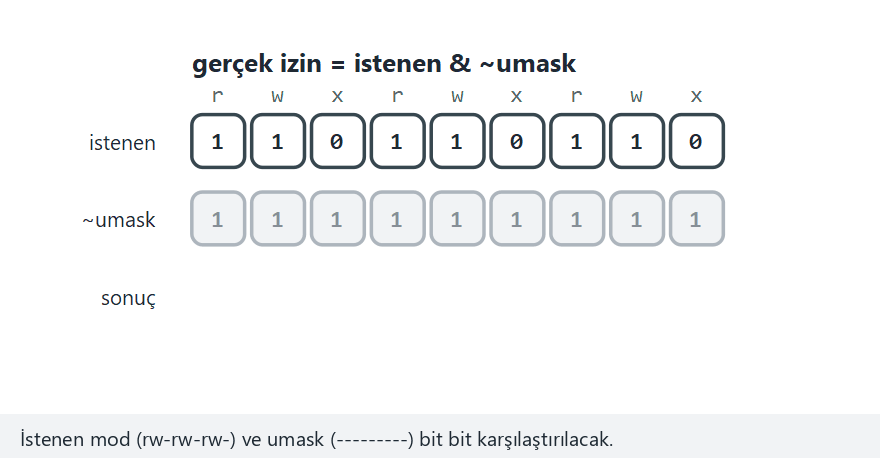 gerçek izin = istenen & ~umask
r w x r w x r w x
istenen 1 1 0 1 1 0 1 1 0
~umask 1 1 1 1 1 1 1 1 1
sonuç
İstenen mod (rw-rw-rw-) ve umask (---------) bit bit karşılaştırılacak.